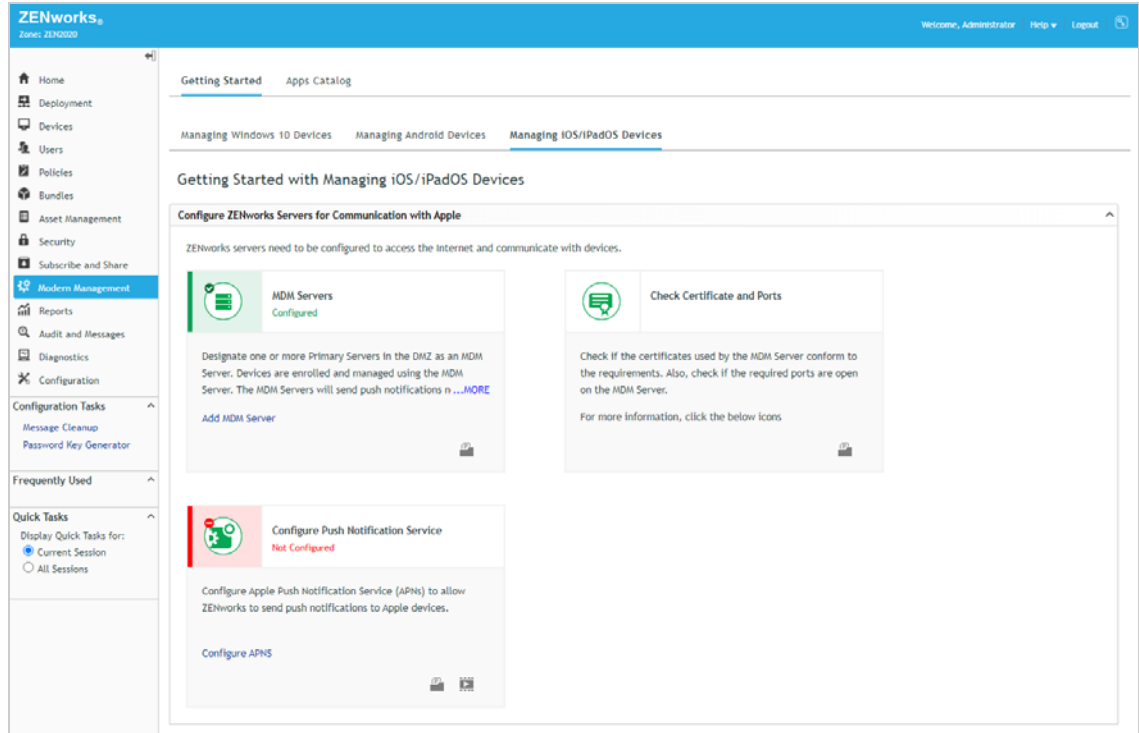 ZENworks®
Zone: ZEN2020
Welcome, Administrator Help Logout
Home
Deployment
Devices
Users
Policies
Bundles
Asset Management
Security
Subscribe and Share
Modern Management
Reports
Audit and Messages
Diagnostics
Configuration
Configuration Tasks
Message Cleanup
Password Key Generator
Frequently Used
Quick Tasks
Display Quick Tasks for:
Current Session
All Sessions
Getting Started Apps Catalog
Managing Windows 10 Devices Managing Android Devices Managing iOS/iPadOS Devices
Getting Started with Managing iOS/iPadOS Devices
Configure ZENworks Servers for Communication with Apple
ZENworks servers need to be configured to access the Internet and communicate with devices.
MDM Servers
Configured
Designate one or more Primary Servers in the DMZ as an MDM
Server. Devices are enrolled and managed using the MDM
Server. The MDM Servers will send push notifications n ...MORE
Add MDM Server
Check Certificate and Ports
Check if the certificates used by the MDM Server conform to
the requirements. Also, check if the required ports are open
on the MDM Server.
For more information, click the below icons
Configure Push Notification Service
Not Configured
Configure Apple Push Notification Service (APNs) to allow
ZENworks to send push notifications to Apple devices.
Configure APNS